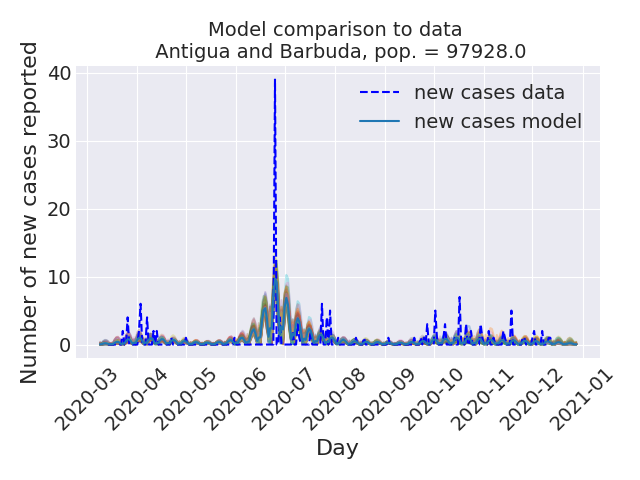 Model comparison to data
Antigua and Barbuda, pop. = 97928.0
Number of new cases reported
40
30
20
10
0
new cases data
new cases model
2020-03
2020-04
2020-05
2020-06
2020-07
2020-08
2020-09
2020-10
2020-11
2020-12
2021-01
Day